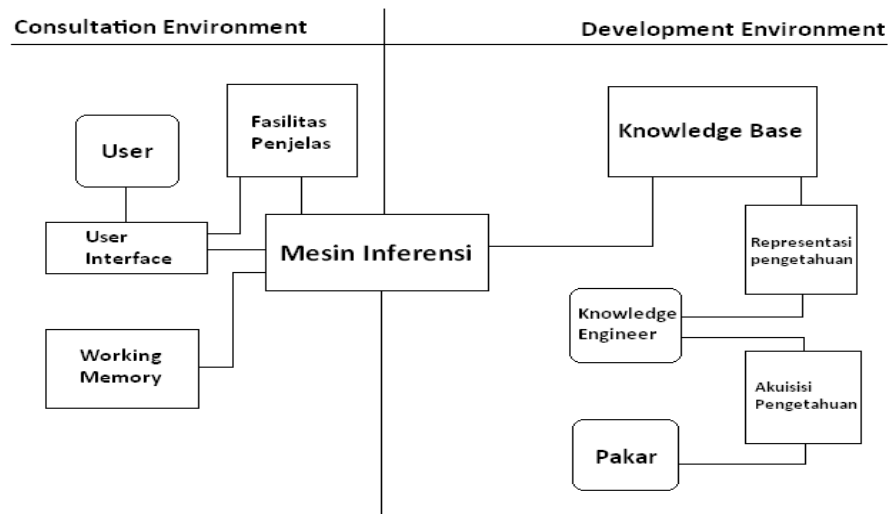 Consultation Environment
Development Environment
User
Fasilitas
Penjelas
User
Interface
Working
Memory
Mesin Inferensi
Knowledge Base
Representasi
pengetahuan
Knowledge
Engineer
Akuisisi
Pengetahuan
Pakar